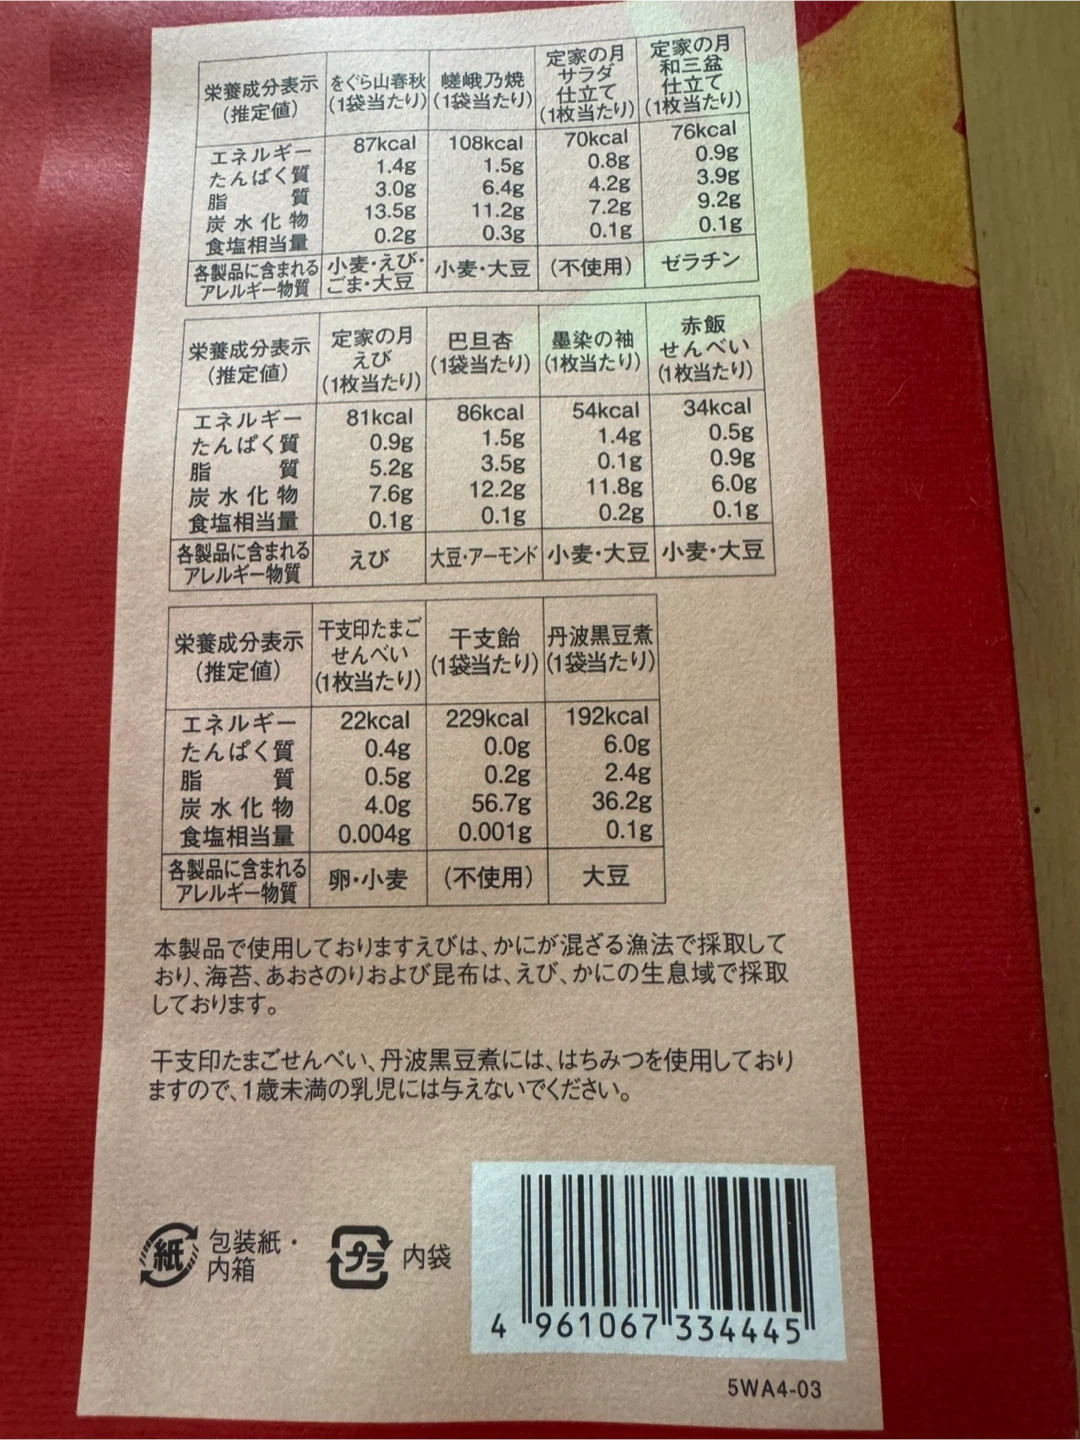 栄養成分表示 をぐら山春秋 嵯峨乃焼 定家の月 定家の月
サラダ 和三盆
仕立て 仕立て
(推定値) (1袋当たり) (1袋当たり) (1枚当たり) (1枚当たり)
エネルギー 87kcal 108kcal 70kcal 76kcal
たんぱく質 1.4g 1.5g 0.8g 0.9g
脂質 3.0g 6.4g 4.2g 3.9g
炭水化物 13.5g 11.2g 7.2g 9.2g
食塩相当量 0.2g 0.3g 0.1g 0.1g
各製品に含まれる 小麦・えび・ 小麦・大豆 (不使用) ゼラチン
アレルギー物質 ごま・大豆
栄養成分表示 定家の月 巴旦杏 墨染の袖 赤飯
えび せんべい
(推定値) (1枚当たり) (1袋当たり) (1枚当たり) (1枚当たり)
エネルギー 81kcal 86kcal 54kcal 34kcal
たんぱく質 0.9g 1.5g 1.4g 0.5g
脂質 5.2g 3.5g 0.1g 0.9g
炭水化物 7.6g 12.2g 11.8g 6.0g
食塩相当量 0.1g 0.1g 0.2g 0.1g
各製品に含まれる えび 大豆・アーモンド 小麦・大豆 小麦・大豆
アレルギー物質
栄養成分表示 干支印たまご 干支飴 丹波黒豆煮
せんべい
(推定値) (1枚当たり) (1袋当たり) (1袋当たり)
エネルギー 22kcal 229kcal 192kcal
たんぱく質 0.4g 0.0g 6.0g
脂質 0.5g 0.2g 2.4g
炭水化物 4.0g 56.7g 36.2g
食塩相当量 0.004g 0.001g 0.1g
各製品に含まれる 卵・小麦 (不使用) 大豆
アレルギー物質
本製品で使用しておりますえびは、かにが混ざる漁法で採取して
おり、海苔、あおさのりおよび昆布は、えび、かにの生息域で採取
しております。
干支印たまごせんべい、丹波黒豆煮には、はちみつを使用しており
ますので、1歳未満の乳児には与えないでください。
紙 包装紙・
内箱
プラ 内袋
4 961067 334445
5WA4-03